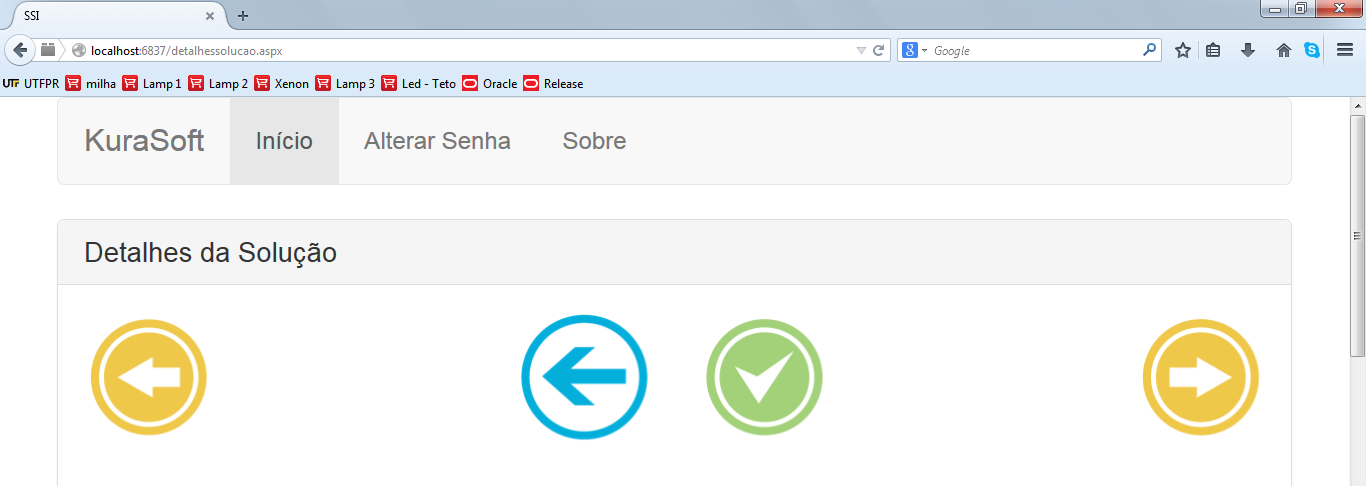 SSI
localhost:6837/detalhessolucao.aspx
Google
UTF UTFPR milha Lamp 1 Lamp 2 Xenon Lamp 3 Led - Teto Oracle Release
KuraSoft Início Alterar Senha Sobre
Detalhes da Solução